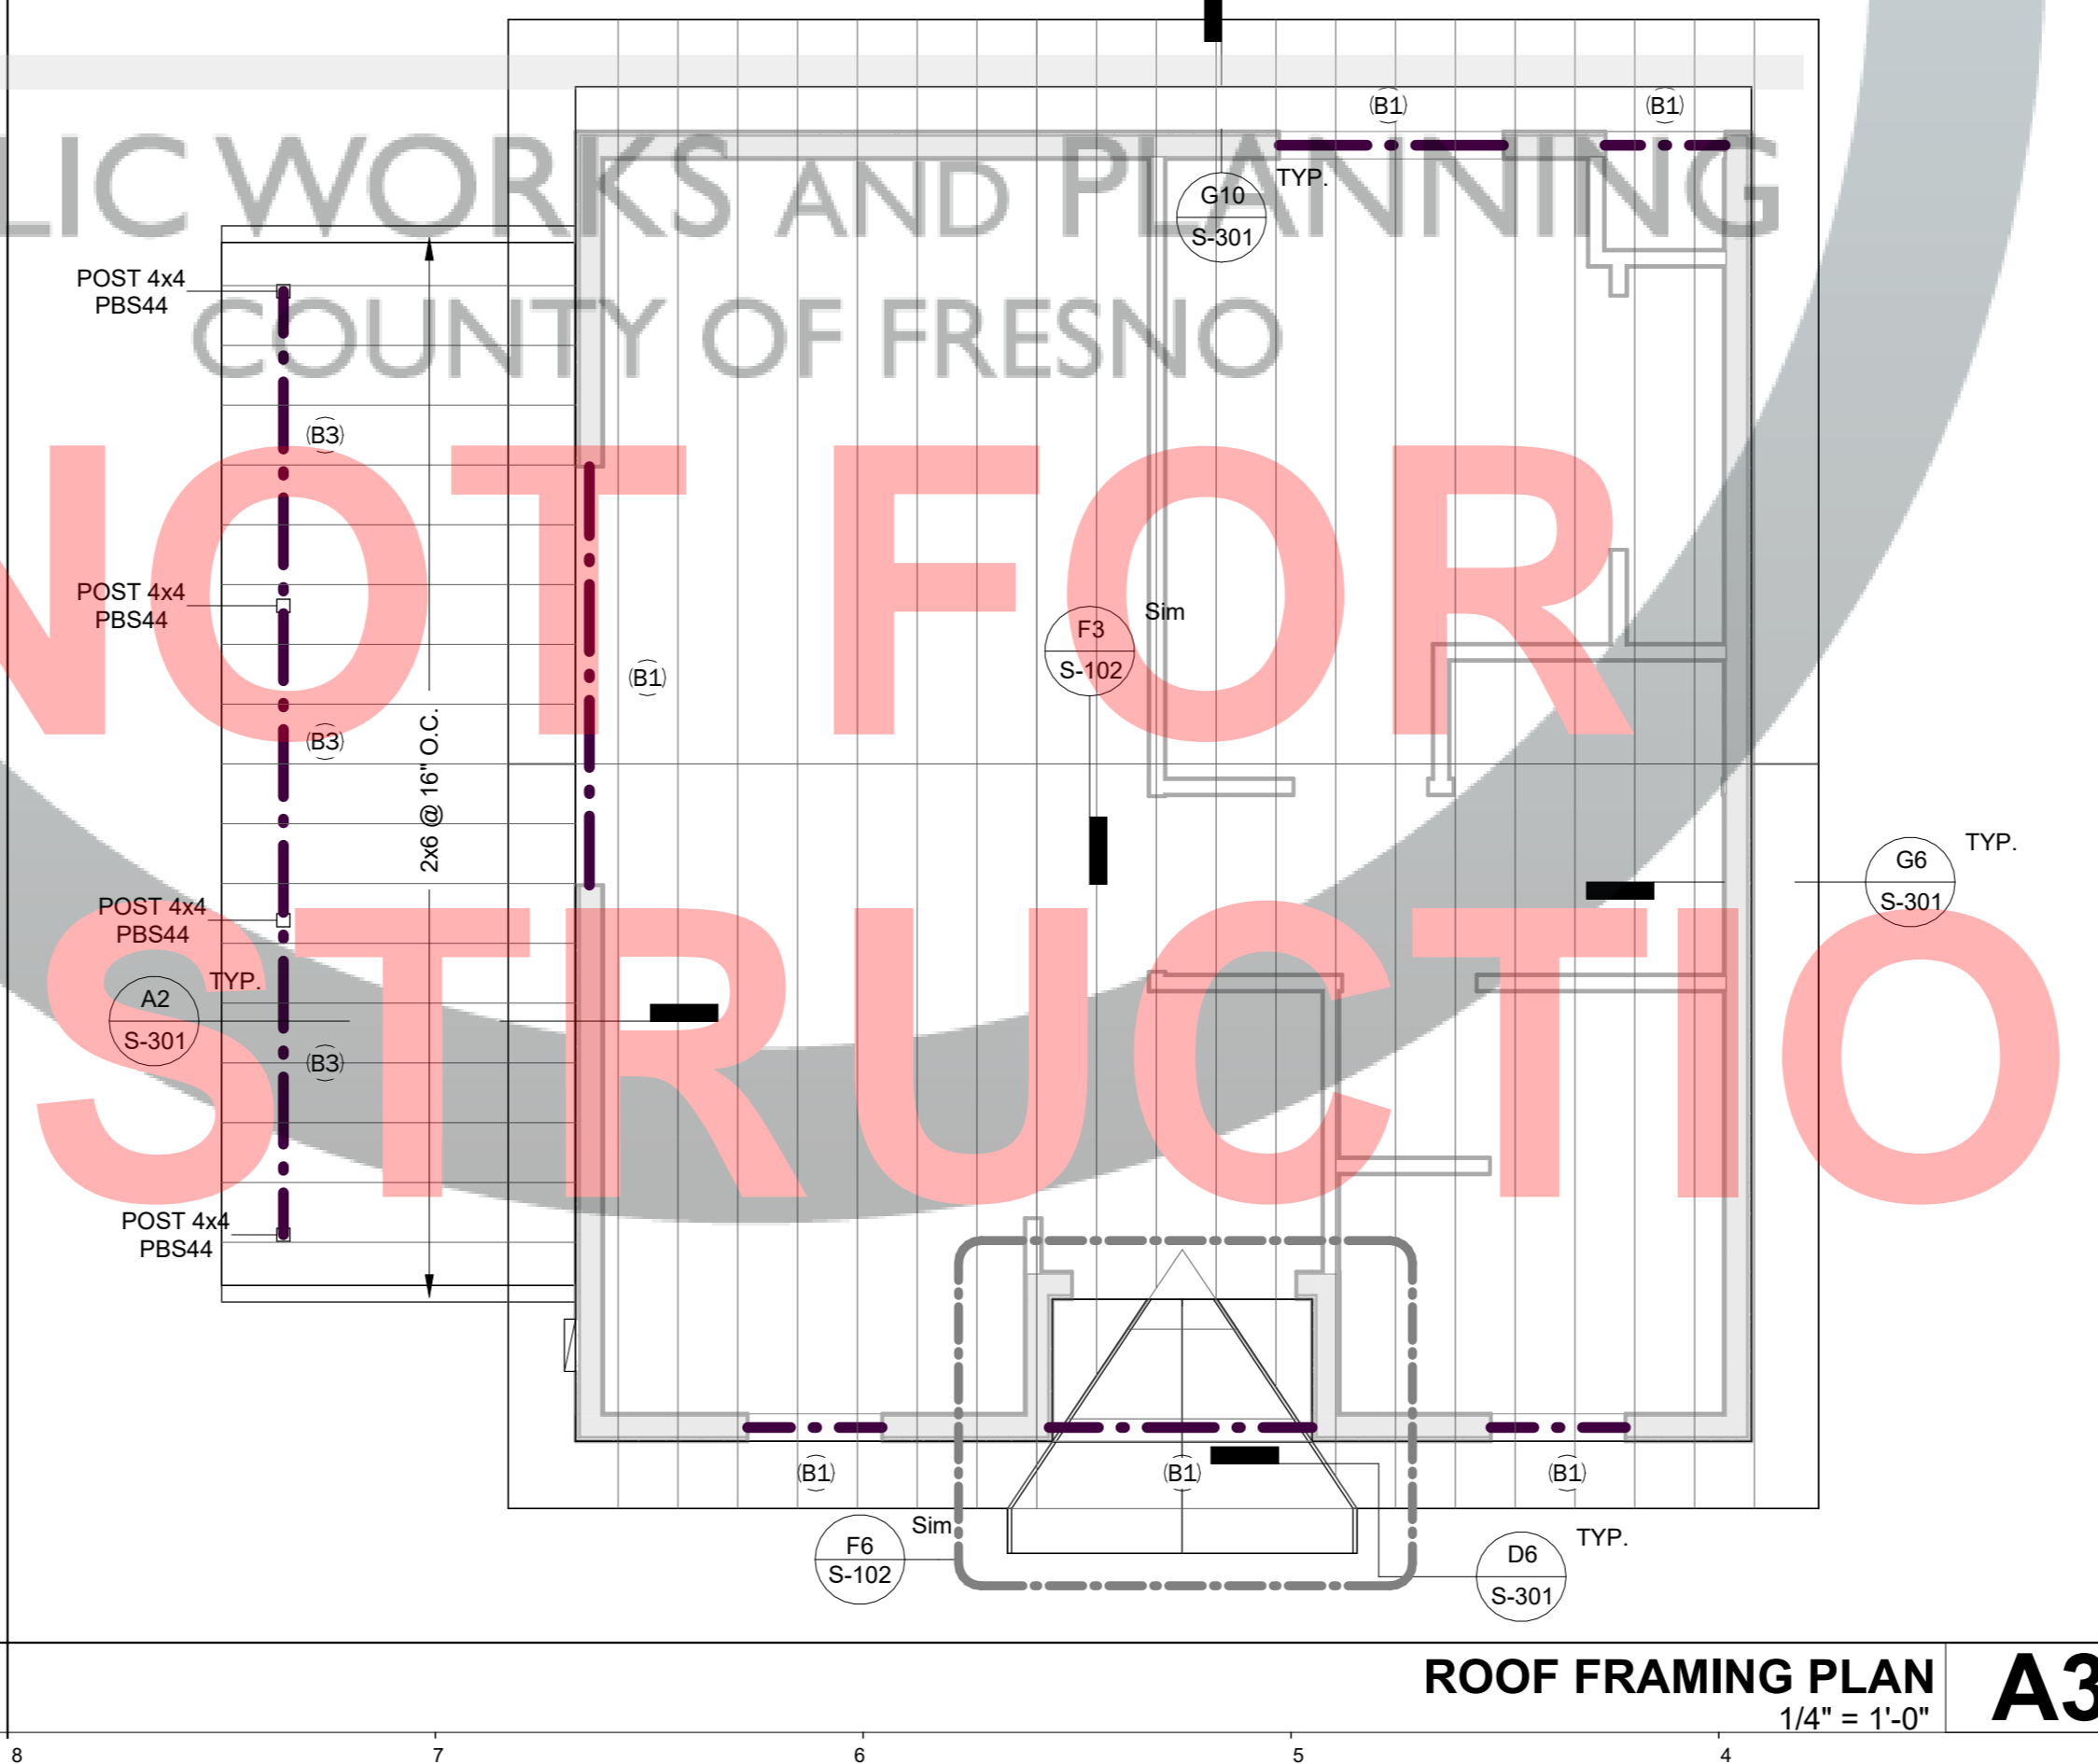 (B1)
(B1)
LIC WORKS AND PLANNING
TYP.
G10
S-301
POST 4x4
PBS44
COUNTY OF FRESNO
(B3)
NOT FOR
POST 4x4
PBS44
Sim
F3
S-102
(B1)
(B3)
2x6 @ 16" O.C.
TYP.
G6
S-301
POST 4x4
PBS44
STRUCTIO
TYP.
A2
S-301
(B3)
POST 4x4
PBS44
(B1)
(B1)
(B1)
Sim
F6
S-102
TYP.
D6
S-301
ROOF FRAMING PLAN
1/4" = 1'-0"
A3
8
7
6
5
4